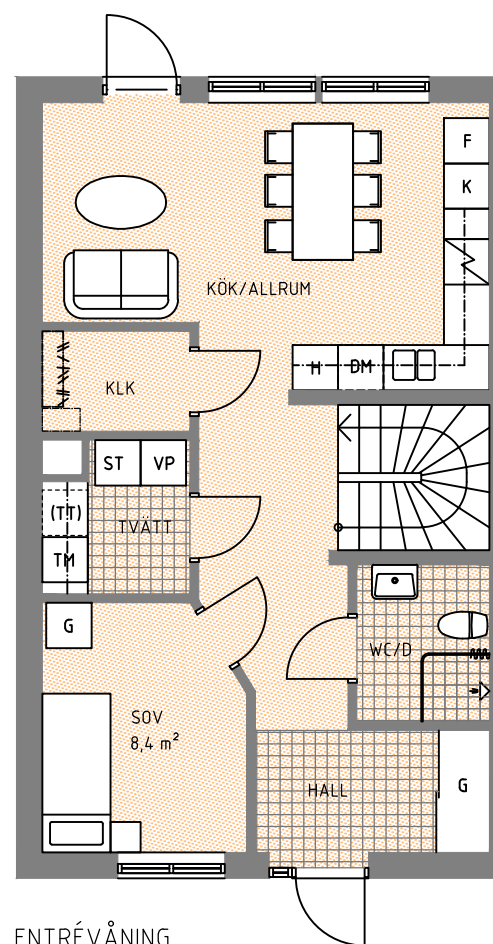 F
K
KÖK/ALLRUM
H DM
KLK
ST VP
(TT)
TVÄTT
TM
G
WC/D
SOV
8,4 m²
HALL
G
ENTRÉVÅNING